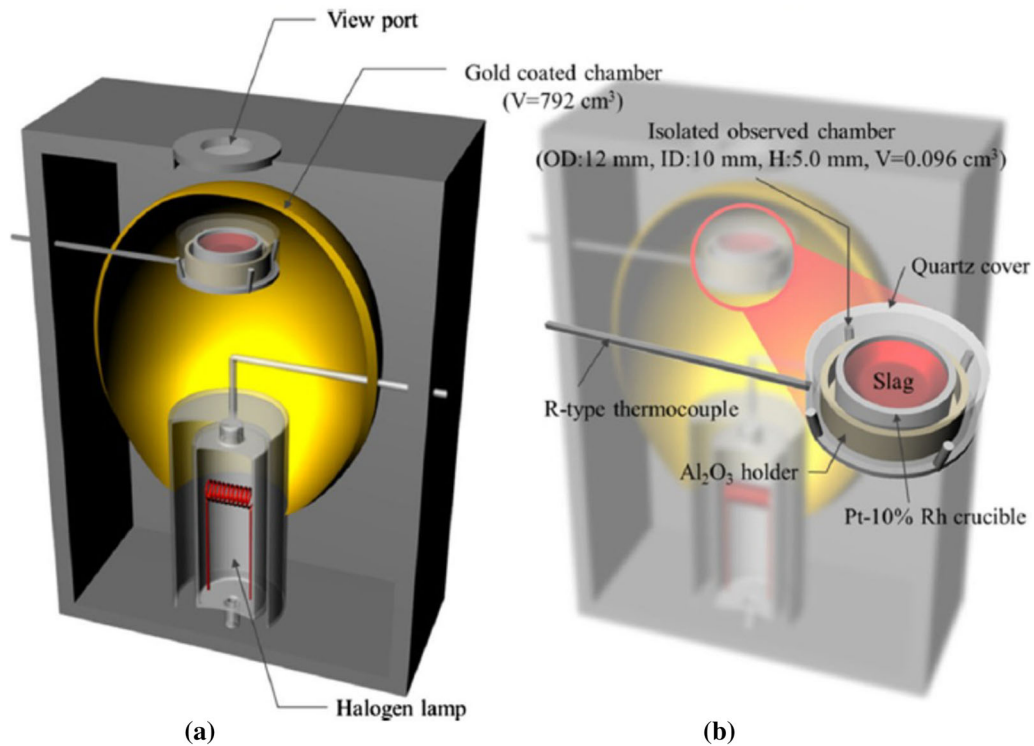 View port
Gold coated chamber
(V=792 cm³)
Isolated observed chamber
(OD:12 mm, ID:10 mm, H:5.0 mm, V=0.096 cm³)
Quartz cover
Slag
R-type thermocouple
Al₂O₃ holder
Pt-10% Rh crucible
Halogen lamp
(a)
(b)